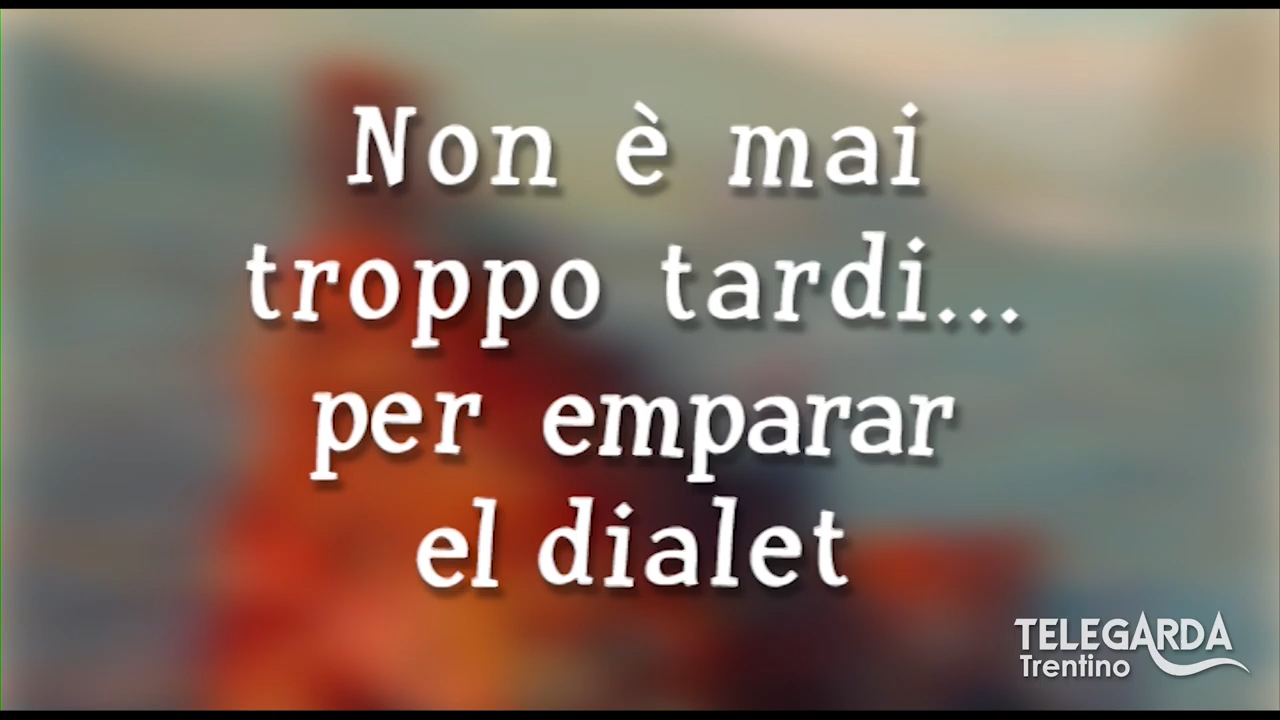 Non è mai
troppo tardi...
per emparar
el dialet
TELEGARDA
Trentino